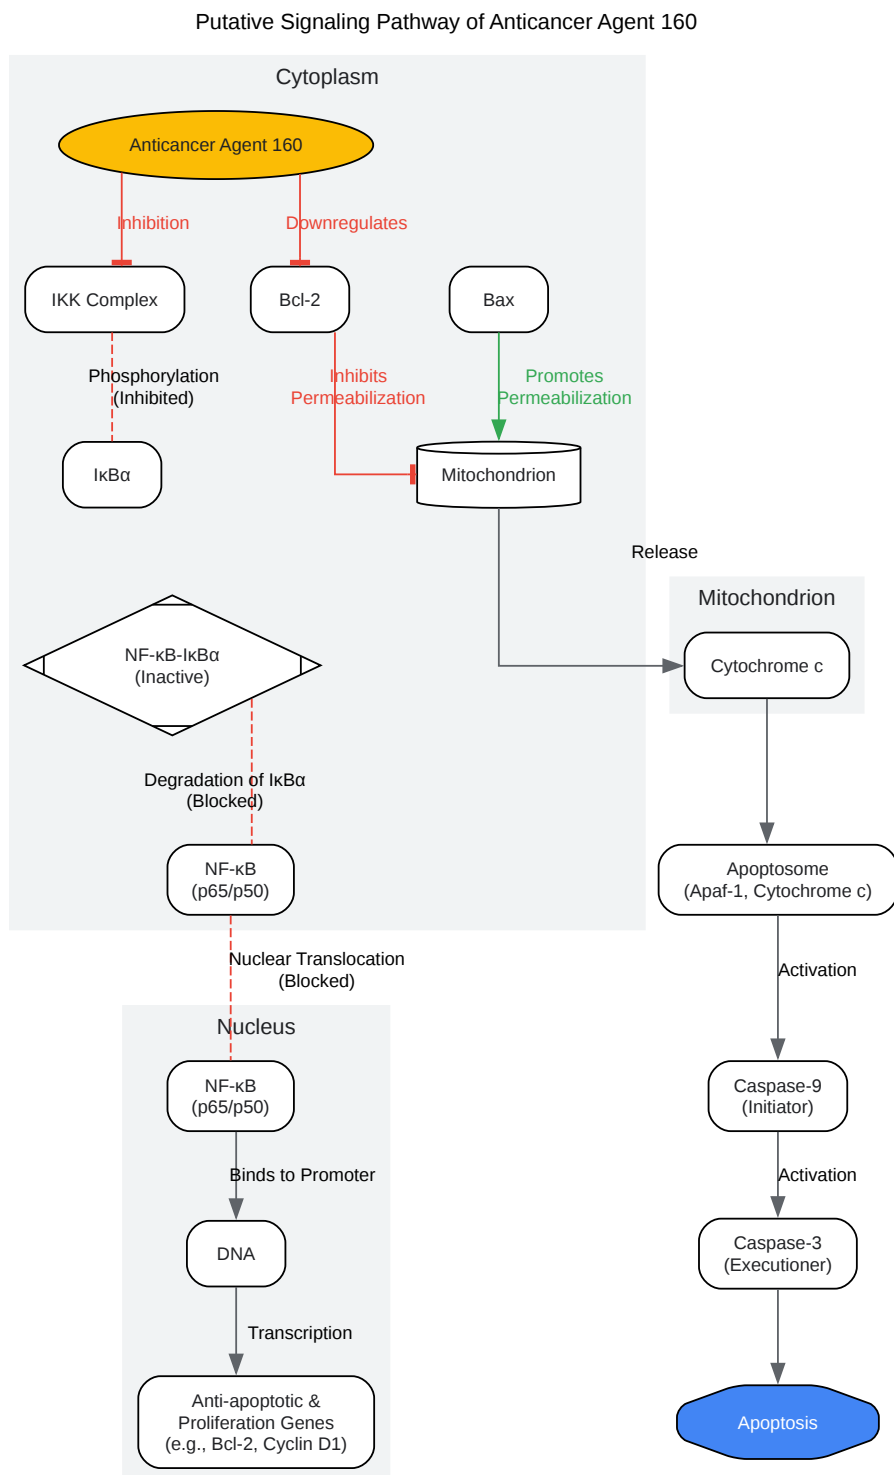 Putative Signaling Pathway of Anticancer Agent 160
Cytoplasm
Anticancer Agent 160
Inhibition
Downregulates
IKK Complex
Bcl-2
Bax
Phosphorylation
(Inhibited)
Inhibits
Permeabilization
Promotes
Permeabilization
IκBα
Mitochondrion
Release
Mitochondrion
NF-κB-IκBα
(Inactive)
Cytochrome c
Degradation of IκBα
(Blocked)
NF-κB
(p65/p50)
Apoptosome
(Apaf-1, Cytochrome c)
Nuclear Translocation
(Blocked)
Activation
Nucleus
NF-κB
(p65/p50)
Caspase-9
(Initiator)
Binds to Promoter
Activation
DNA
Caspase-3
(Executioner)
Transcription
Anti-apoptotic &
Proliferation Genes
(e.g., Bcl-2, Cyclin D1)
Apoptosis